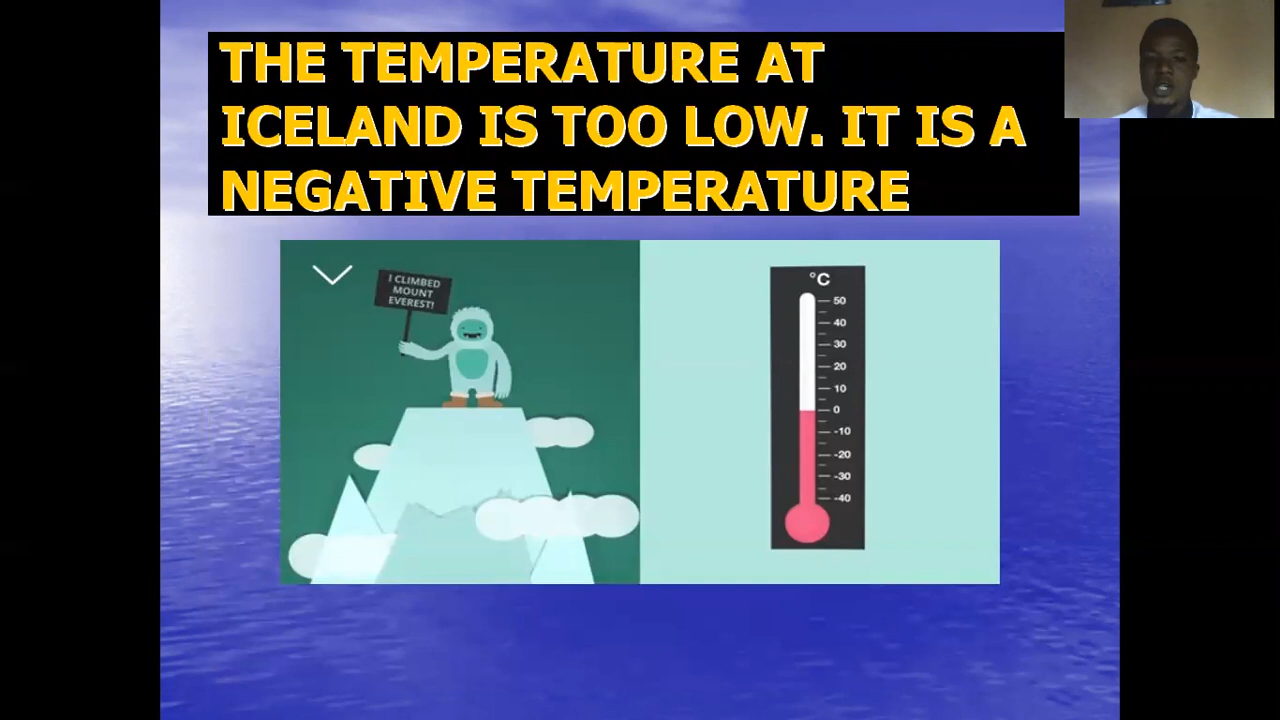 THE TEMPERATURE AT
ICELAND IS TOO LOW. IT IS A
NEGATIVE TEMPERATURE
I CLIMBED
MOUNT
EVEREST!
°C
50
40
30
20
10
0
-10
-20
-30
-40